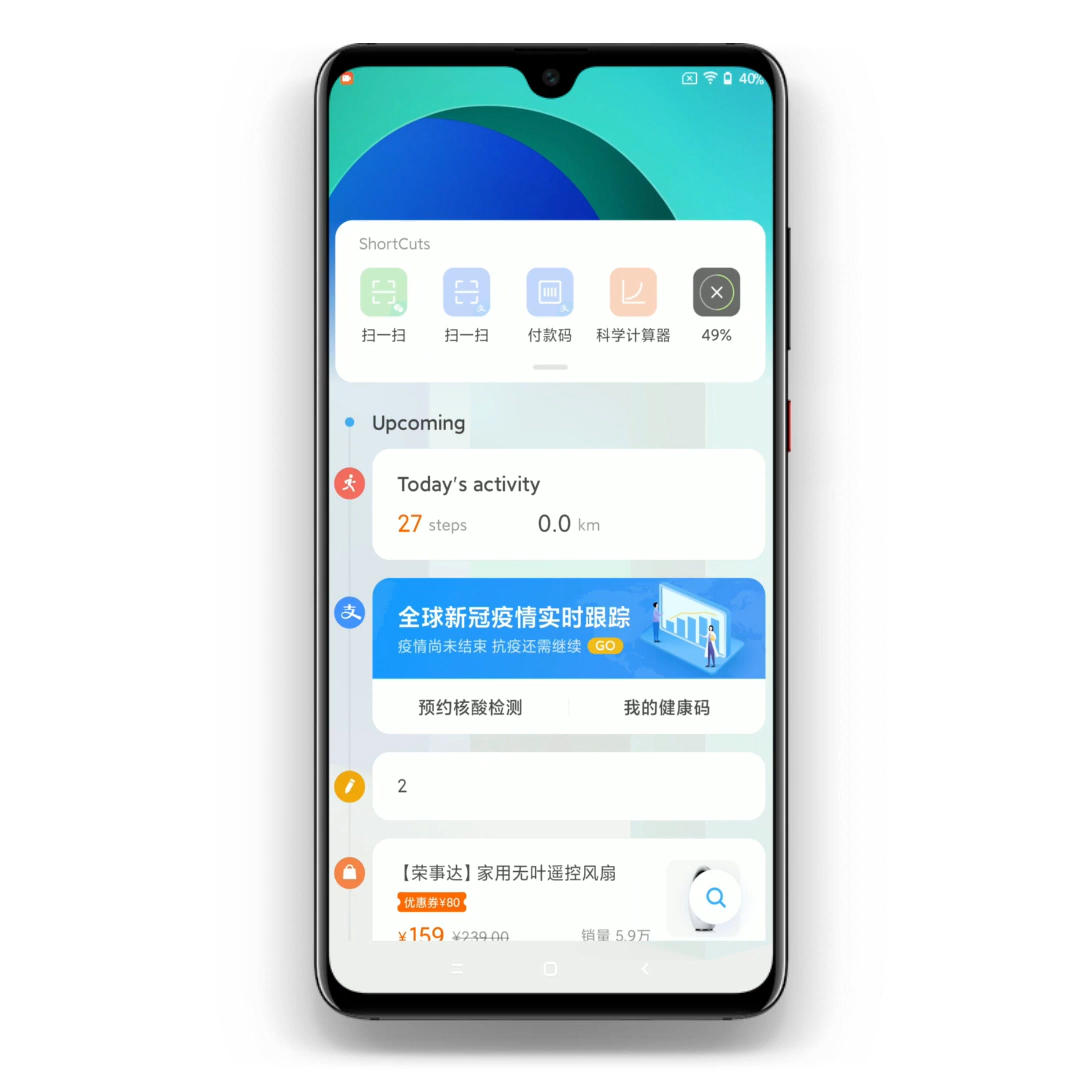 40%
ShortCuts
扫一扫 扫一扫 付款码 科学计算器 49%
Upcoming
Today's activity
27 steps 0.0 km
支
全球新冠疫情实时跟踪
疫情尚未结束 抗疫还需继续 GO
预约核酸检测 我的健康码
2
【荣事达】家用无叶遥控风扇
优惠券¥80
¥159 ¥239.00 销量 5.9万